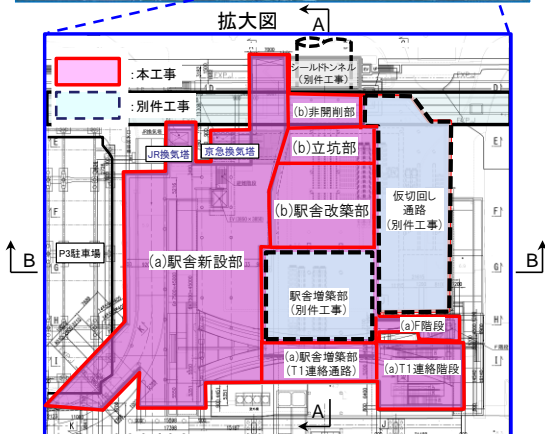 拡大図
A
シールドトンネル
(別件工事)
:本工事
:別件工事
(b)非開削部
JR換気塔
京急換気塔
(b)立坑部
(b)駅舎改築部
仮切回し
通路
(別件工事)
P3駐車場
(a)駅舎新設部
B
B
駅舎増築部
(別件工事)
(a)F階段
(a)駅舎増築部
(T1連絡通路)
(a)T1連絡階段
A